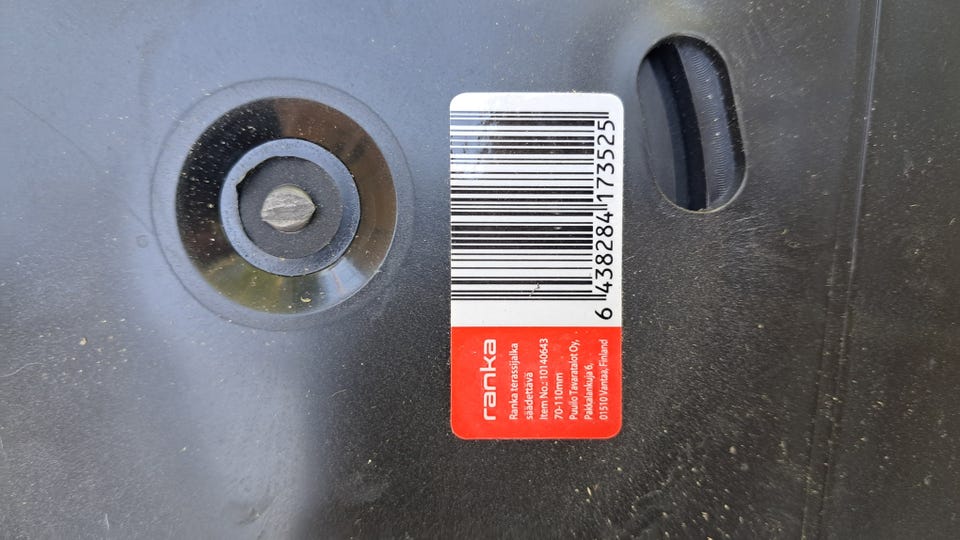 6 438284 173525
ranka
Ranka terassijalka
säädettävä
Item No.: 10140643
70-110mm
Puuilo Tavaratalot Oy,
Pakkalankuja 6,
01510 Vantaa, Finland